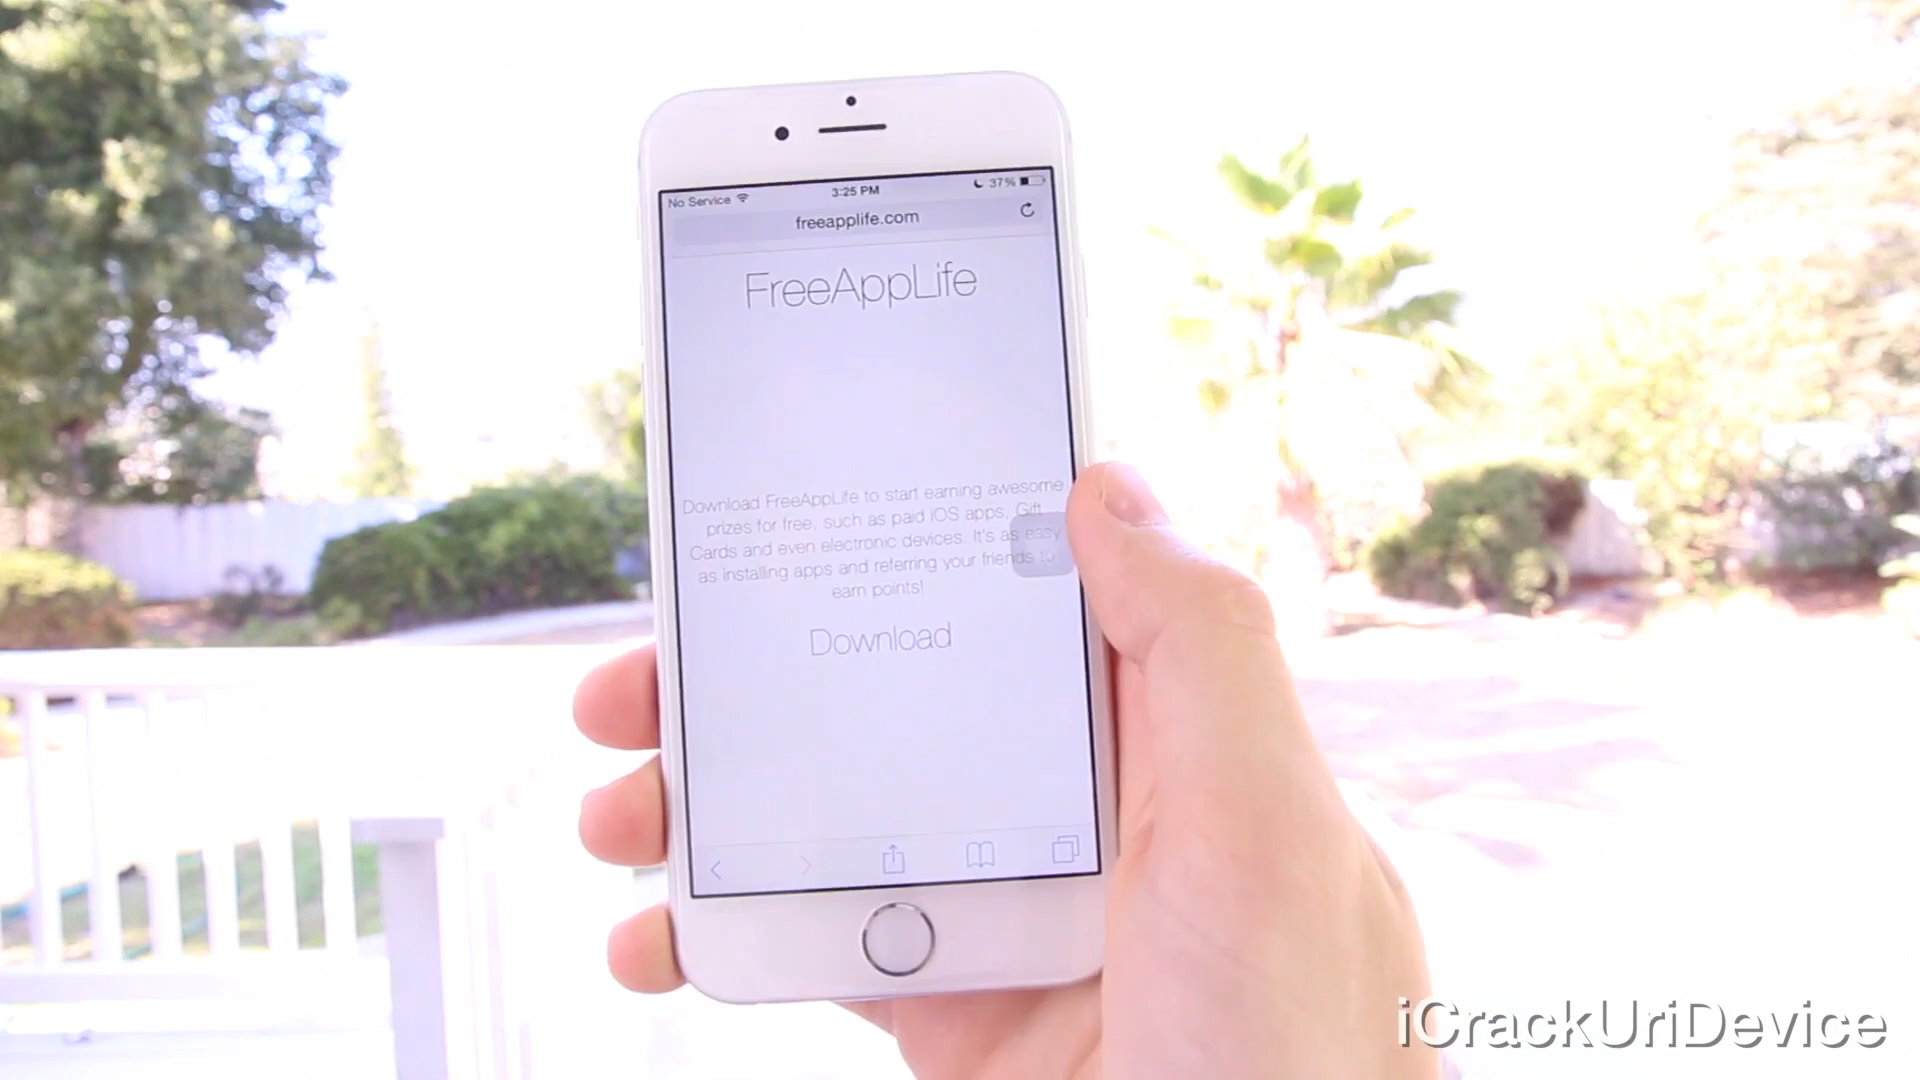 No Service 3:25 PM 37%
freeapplife.com
FreeAppLife
Download FreeAppLife to start earning awesome
prizes for free, such as paid iOS apps, Gift
Cards and even electronic devices. It's as easy
as installing apps and referring your friends to
earn points!
Download
iCrackUriDevice